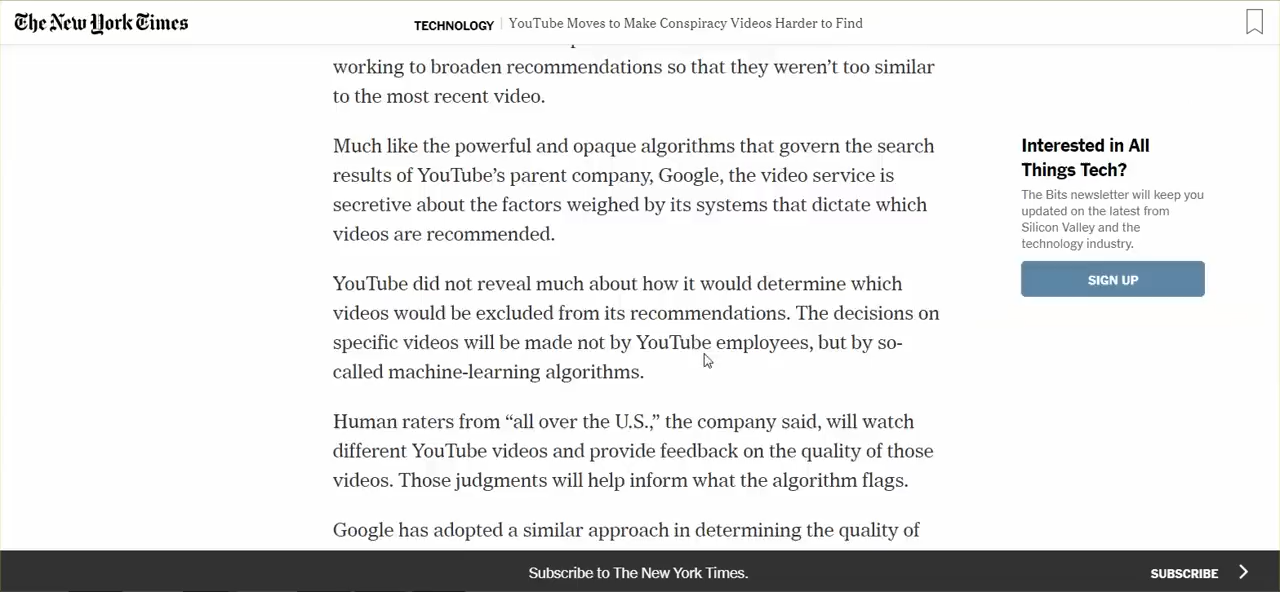 The New York Times
TECHNOLOGY | YouTube Moves to Make Conspiracy Videos Harder to Find
working to broaden recommendations so that they weren’t too similar
to the most recent video.
Much like the powerful and opaque algorithms that govern the search
results of YouTube’s parent company, Google, the video service is
secretive about the factors weighed by its systems that dictate which
videos are recommended.
YouTube did not reveal much about how it would determine which
videos would be excluded from its recommendations. The decisions on
specific videos will be made not by YouTube employees, but by so-
called machine-learning algorithms.
Human raters from “all over the U.S.,” the company said, will watch
different YouTube videos and provide feedback on the quality of those
videos. Those judgments will help inform what the algorithm flags.
Google has adopted a similar approach in determining the quality of
Interested in All
Things Tech?
The Bits newsletter will keep you
updated on the latest from
Silicon Valley and the
technology industry.
SIGN UP
Subscribe to The New York Times.
SUBSCRIBE